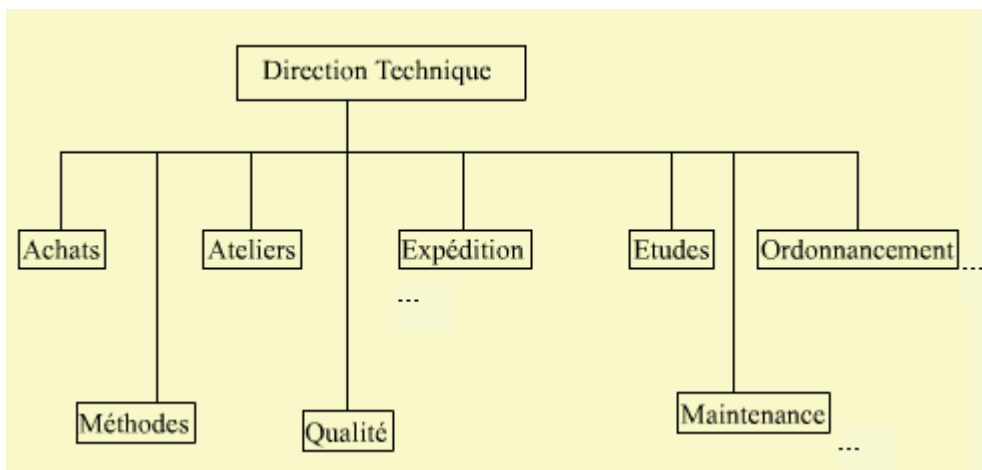 Direction Technique
Achats
Ateliers
Expédition
Etudes
Ordonnancement
...
...
Méthodes
Qualité
Maintenance
...